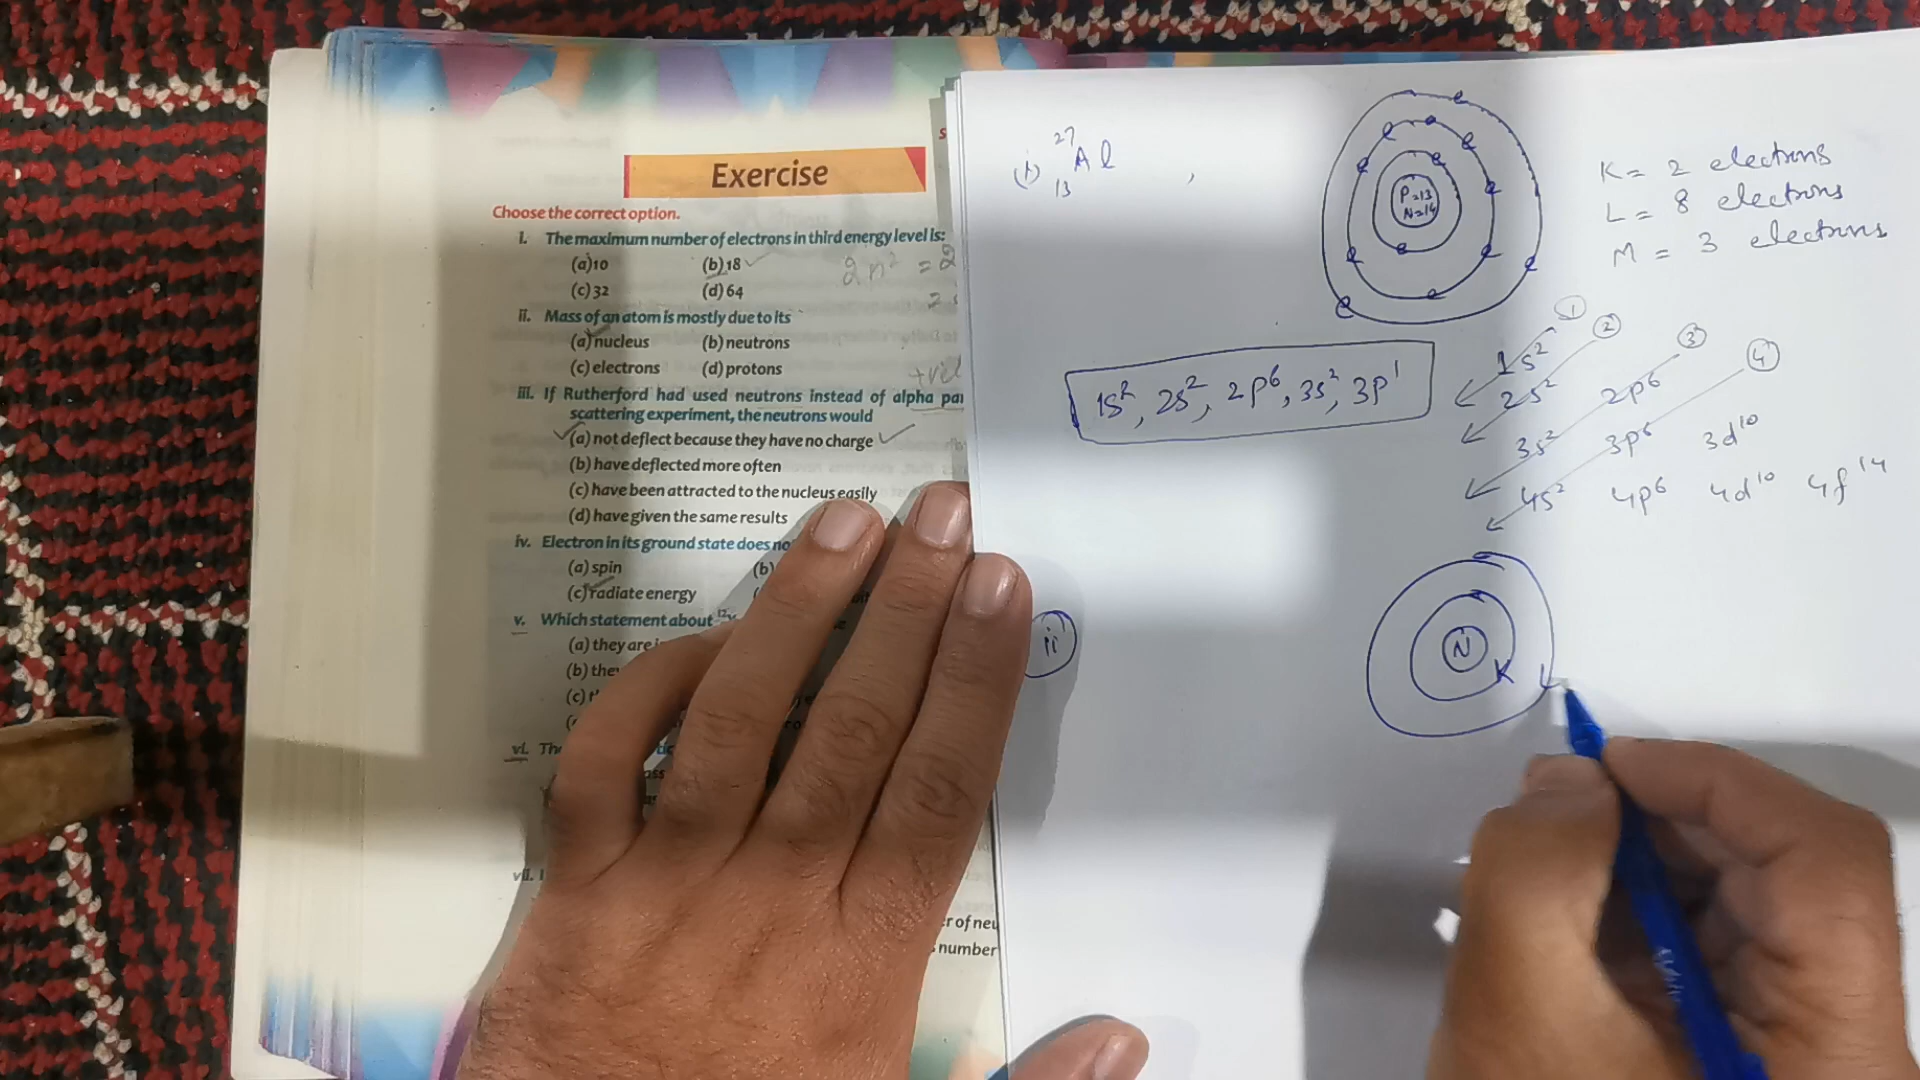 Exercise
Choose the correct option.
i. The maximum number of electrons in third energy level is:
(a) 10 (b) 18
2n² = 2
(c) 32 (d) 64
ii. Mass of an atom is mostly due to its
(a) nucleus (b) neutrons
(c) electrons (d) protons
+vely
iii. If Rutherford had used neutrons instead of alpha
scattering experiment, the neutrons would
(a) not deflect because they have no charge
(b) have deflected more often
(c) have been attracted to the nucleus easily
(d) have given the same results
iv. Electron in its ground state does
(a) spin (b)
(c) radiate energy
v. Which statement about
(a) they are
(b)
(c)
vi.
vii.
of
number
(i) ²⁷₁₃Al ,
P=13
N=14
e e e e e e e e
K = 2 electrons
L = 8 electrons
M = 3 electrons
1s², 2s², 2p⁶, 3s², 3p¹
① ② ③ ④
1s²
2s² 2p⁶
3s² 3p⁶ 3d¹⁰
4s² 4p⁶ 4d¹⁰ 4f¹⁴
ii
N K L